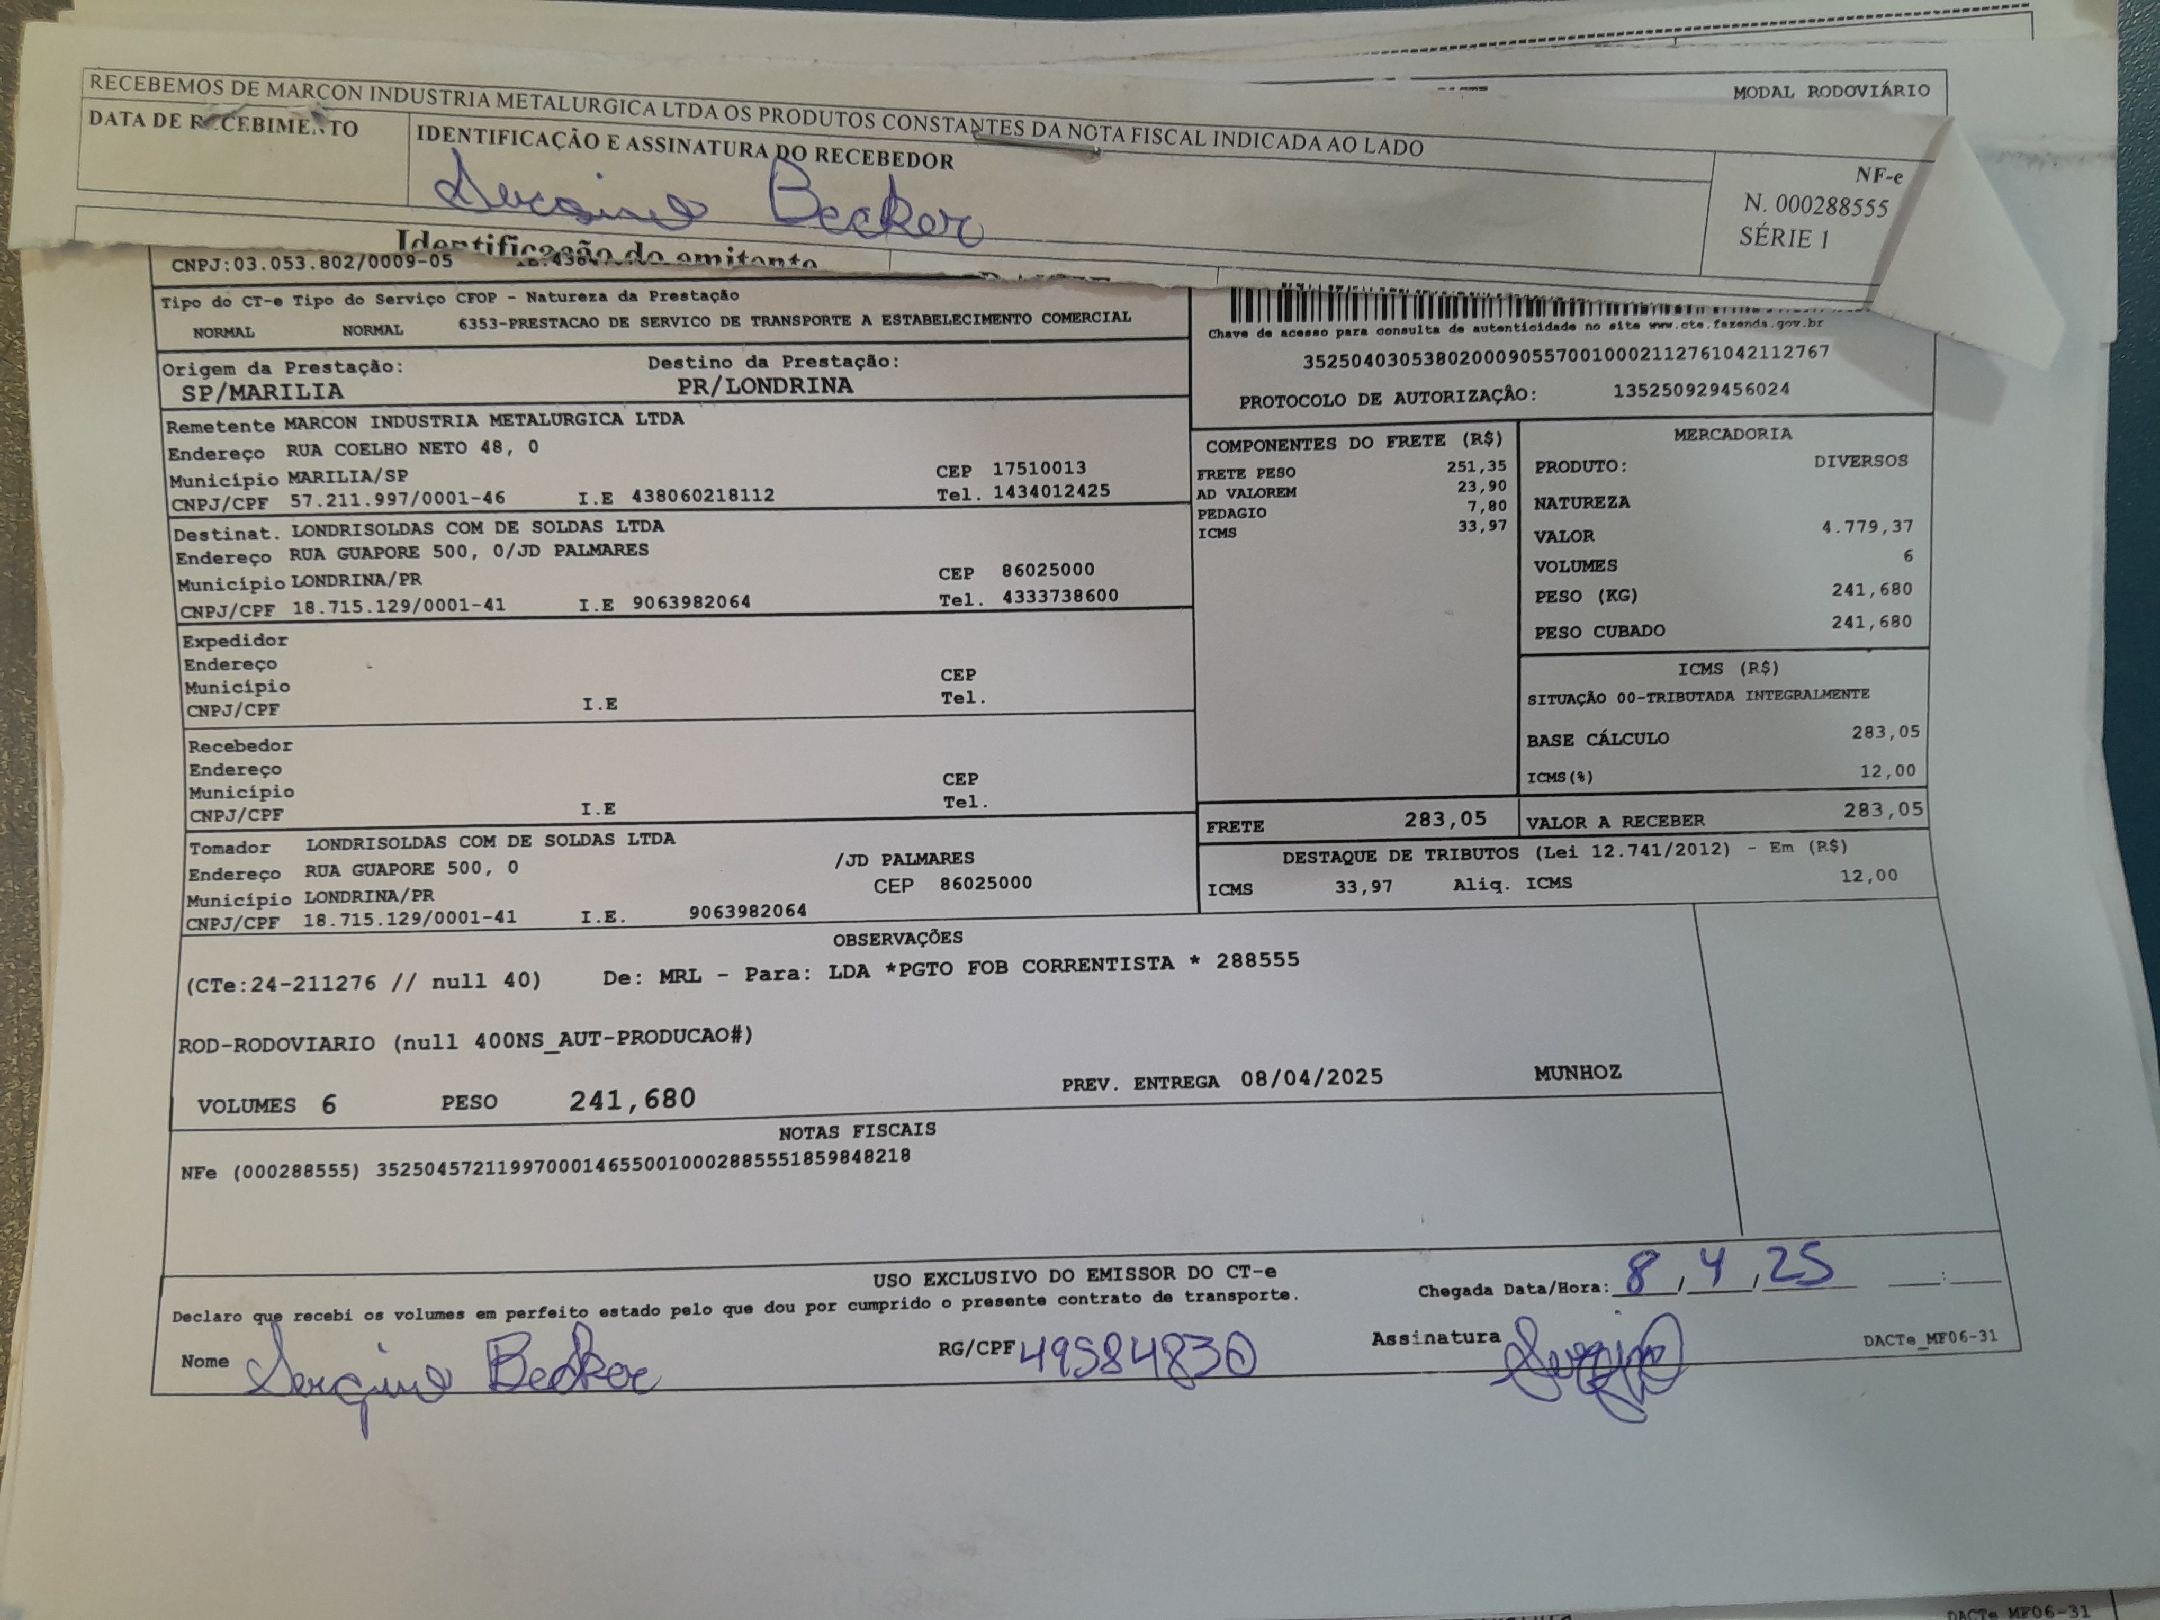 MODAL RODOVIÁRIO
RECEBEMOS DE MARCON INDUSTRIA METALURGICA LTDA OS PRODUTOS CONSTANTES DA NOTA FISCAL INDICADA AO LADO
DATA DE RECEBIMENTO
IDENTIFICAÇÃO E ASSINATURA DO RECEBEDOR
Becker
NF-e
N. 000288555
SÉRIE 1
Identificação do emitente
CNPJ:03.053.802/0009-05
Tipo do CT-e Tipo do Serviço CFOP - Natureza da Prestação
NORMAL NORMAL 6353-PRESTACAO DE SERVICO DE TRANSPORTE A ESTABELECIMENTO COMERCIAL
Chave de acesso para consulta de autenticidade no site www.cte.fazenda.gov.br
35250403053802000905570010002112761042112767
PROTOCOLO DE AUTORIZAÇÃO: 135250929456024
Origem da Prestação: Destino da Prestação:
SP/MARILIA PR/LONDRINA
Remetente MARCON INDUSTRIA METALURGICA LTDA
Endereço RUA COELHO NETO 48, 0
Município MARILIA/SP CEP 17510013
CNPJ/CPF 57.211.997/0001-46 I.E 438060218112 Tel. 1434012425
Destinat. LONDRISOLDAS COM DE SOLDAS LTDA
Endereço RUA GUAPORE 500, 0/JD PALMARES
Município LONDRINA/PR CEP 86025000
CNPJ/CPF 18.715.129/0001-41 I.E 9063982064 Tel. 4333738600
Expedidor
Endereço
Município CEP
CNPJ/CPF I.E Tel.
Recebedor
Endereço
Município CEP
CNPJ/CPF I.E Tel.
Tomador LONDRISOLDAS COM DE SOLDAS LTDA
Endereço RUA GUAPORE 500, 0 /JD PALMARES
Município LONDRINA/PR CEP 86025000
CNPJ/CPF 18.715.129/0001-41 I.E. 9063982064
COMPONENTES DO FRETE (R$)
FRETE PESO 251,35
AD VALOREM 23,90
PEDAGIO 7,80
ICMS 33,97
MERCADORIA
PRODUTO: DIVERSOS
NATUREZA
VALOR 4.779,37
VOLUMES 6
PESO (KG) 241,680
PESO CUBADO 241,680
ICMS (R$)
SITUAÇÃO 00-TRIBUTADA INTEGRALMENTE
BASE CÁLCULO 283,05
ICMS(%) 12,00
FRETE 283,05 VALOR A RECEBER 283,05
DESTAQUE DE TRIBUTOS (Lei 12.741/2012) - Em (R$)
ICMS 33,97 Aliq. ICMS 12,00
OBSERVAÇÕES
(CTe:24-211276 // null 40) De: MRL - Para: LDA *PGTO FOB CORRENTISTA * 288555
ROD-RODOVIARIO (null 400NS_AUT-PRODUCAO#)
VOLUMES 6 PESO 241,680 PREV. ENTREGA 08/04/2025 MUNHOZ
NOTAS FISCAIS
NFe (000288555) 35250457211997000146550010002885551859848218
USO EXCLUSIVO DO EMISSOR DO CT-e
Declaro que recebi os volumes em perfeito estado pelo que dou por cumprido o presente contrato de transporte.
Chegada Data/Hora: 8/4/25 :
Nome Becker RG/CPF 49584830 Assinatura
DACTe_MF06-31
DACTe_MF06-31